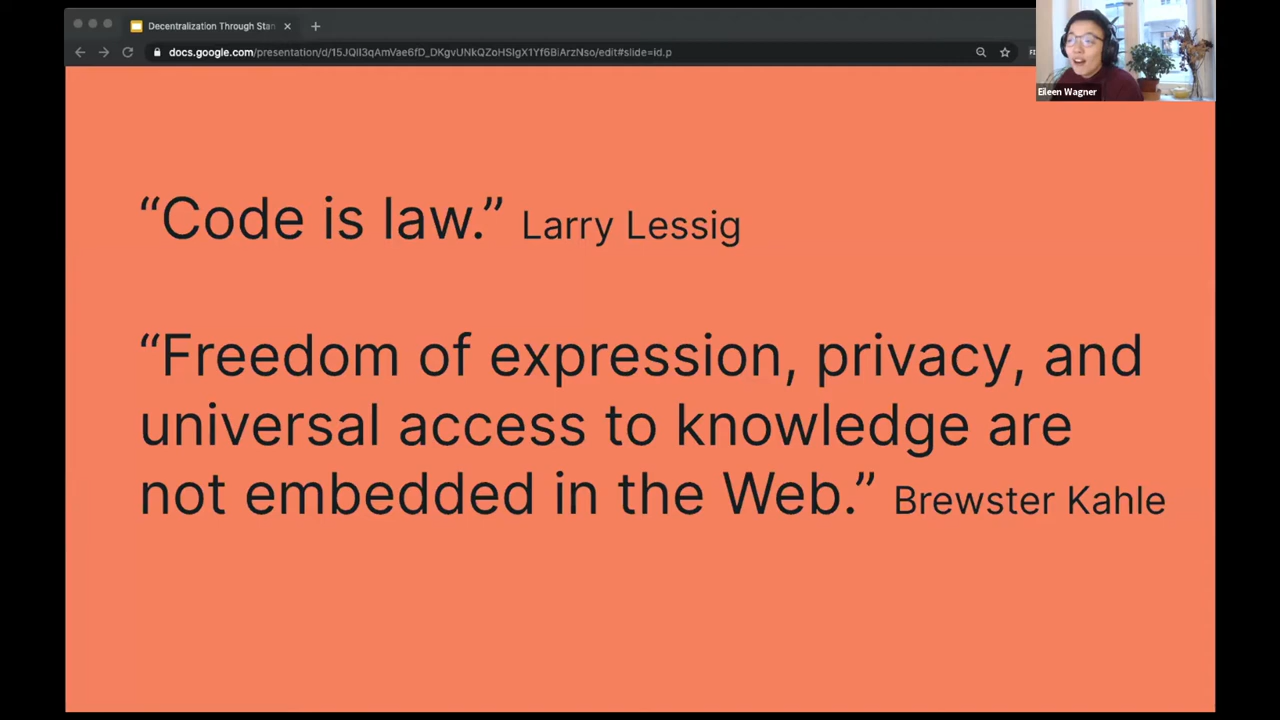 Decentralization Through Stan
docs.google.com/presentation/d/15JQIl3qAmVae6fD_DKgvUNkQZoHSIgX1Yf6BiArzNso/edit#slide=id.p
Eileen Wagner
“Code is law.” Larry Lessig
“Freedom of expression, privacy, and
universal access to knowledge are
not embedded in the Web.” Brewster Kahle